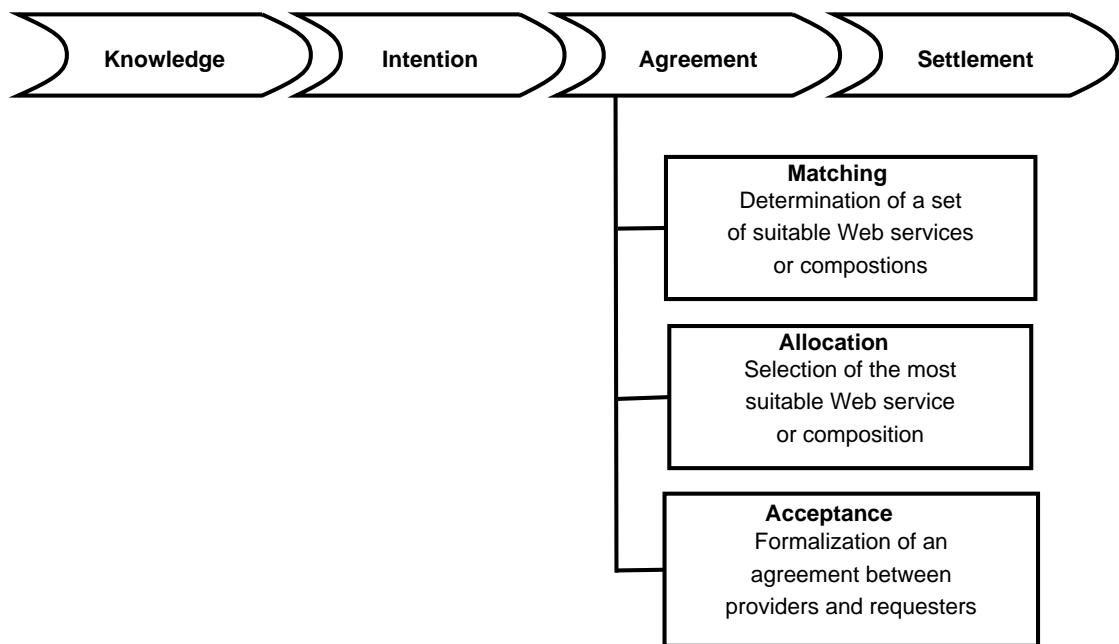 Knowledge Intention Agreement Settlement
Matching
Determination of a set
of suitable Web services
or compostions
Allocation
Selection of the most
suitable Web service
or composition
Acceptance
Formalization of an
agreement between
providers and requesters